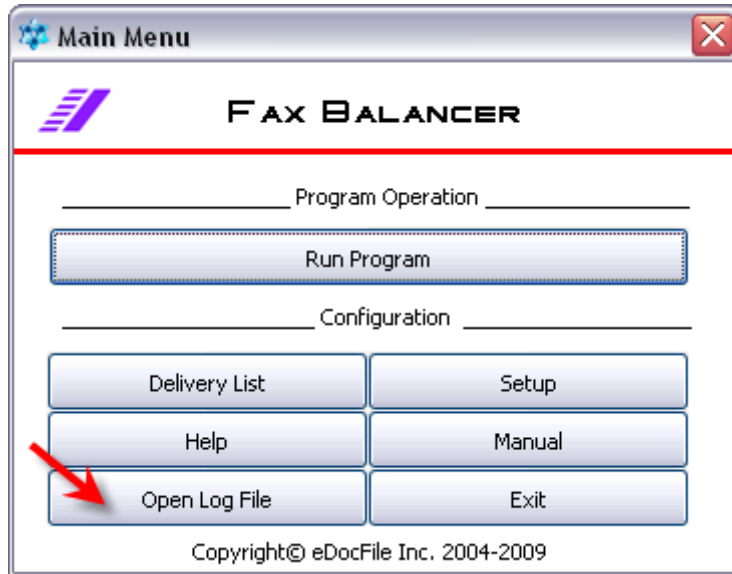 Main Menu
FAX BALANCER
Program Operation
Run Program
Configuration
Delivery List
Setup
Help
Manual
Open Log File
Exit
Copyright© eDocFile Inc. 2004-2009